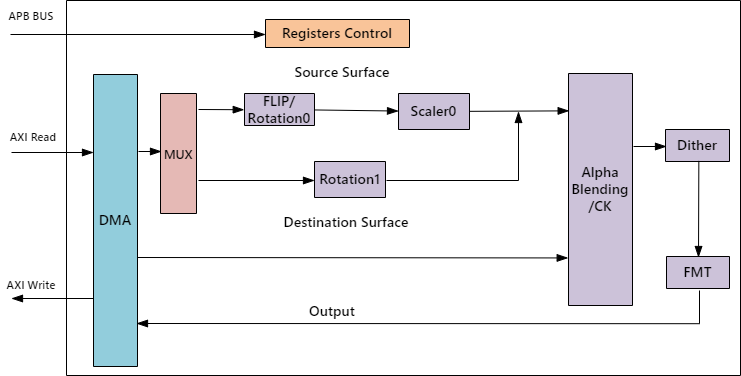 APB BUS
Registers Control
Source Surface
FLIP/
Rotation0
Scaler0
AXI Read
MUX
Dither
Rotation1
Alpha
Blending
/CK
DMA
Destination Surface
FMT
AXI Write
Output